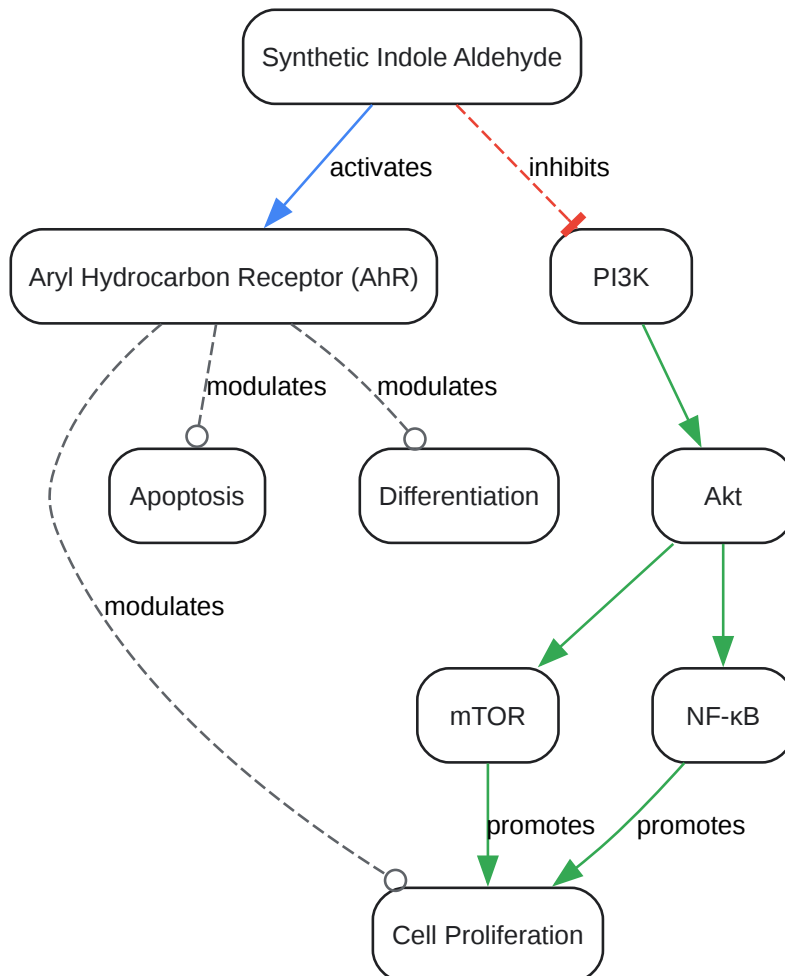 Synthetic Indole Aldehyde
activates
inhibits
Aryl Hydrocarbon Receptor (AhR)
PI3K
modulates
modulates
Apoptosis
Differentiation
Akt
modulates
mTOR
NF-κB
promotes
promotes
Cell Proliferation